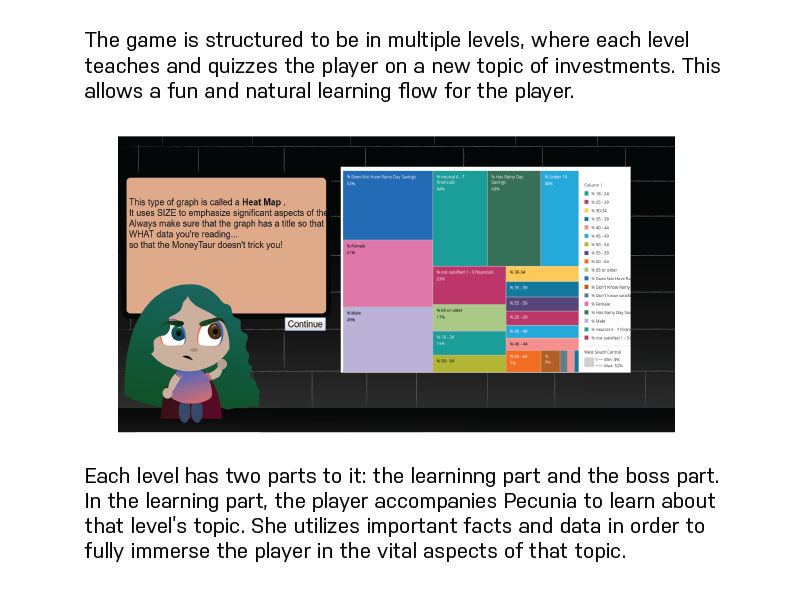 The game is structured to be in multiple levels, where each level
teaches and quizzes the player on a new topic of investments. This
allows a fun and natural learning flow for the player.
This type of graph is called a Heat Map .
It uses SIZE to emphasize significant aspects of the
Always make sure that the graph has a title so that
WHAT data you're reading...
so that the MoneyTaur doesn't trick you!
Continue
% Does Not Have Rainy Day Savings
52%
% Female
51%
% Male
49%
% neutral 4 - 7
financials
44%
% Has Rainy Day
Savings
% Under 18
% not satisfied 1 - 3 financials
23%
% 65 or older
17%
% 18 - 24
% 50 - 54
% 30-34
% 35 - 39
% 55 - 59
% 25 - 29
% 45 - 49
% 40 - 44
% 60 - 64
%
Column 1
% 18 - 24
% 25 - 29
% 30-34
% 35 - 39
% 40 - 44
% 45 - 49
% 50 - 54
% 55 - 59
% 60 - 64
% 65 or older
% Does Not Have Ra
% Don't Know Rainy
% Don't know satisf
% Female
% Has Rainy Day Sav
% Male
% neutral 4 - 7 finan
% not satisfied 1 - 3
West South Central
Min: 0%
Max: 52%
Each level has two parts to it: the learninng part and the boss part.
In the learning part, the player accompanies Pecunia to learn about
that level's topic. She utilizes important facts and data in order to
fully immerse the player in the vital aspects of that topic.